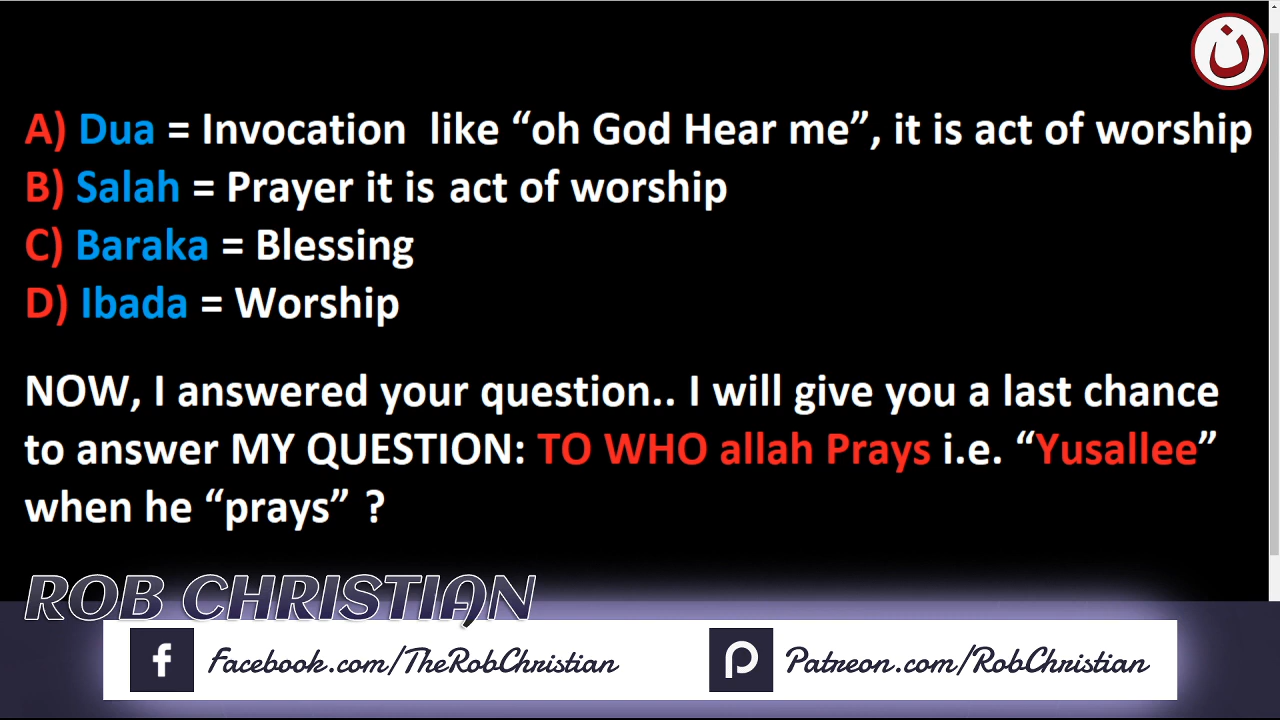 ن
A) Dua = Invocation like “oh God Hear me”, it is act of worship
B) Salah = Prayer it is act of worship
C) Baraka = Blessing
D) Ibada = Worship
NOW, I answered your question.. I will give you a last chance
to answer MY QUESTION: TO WHO allah Prays i.e. “Yusallee”
when he “prays” ?
ROB CHRISTIAN
Facebook.com/TheRobChristian
Patreon.com/RobChristian